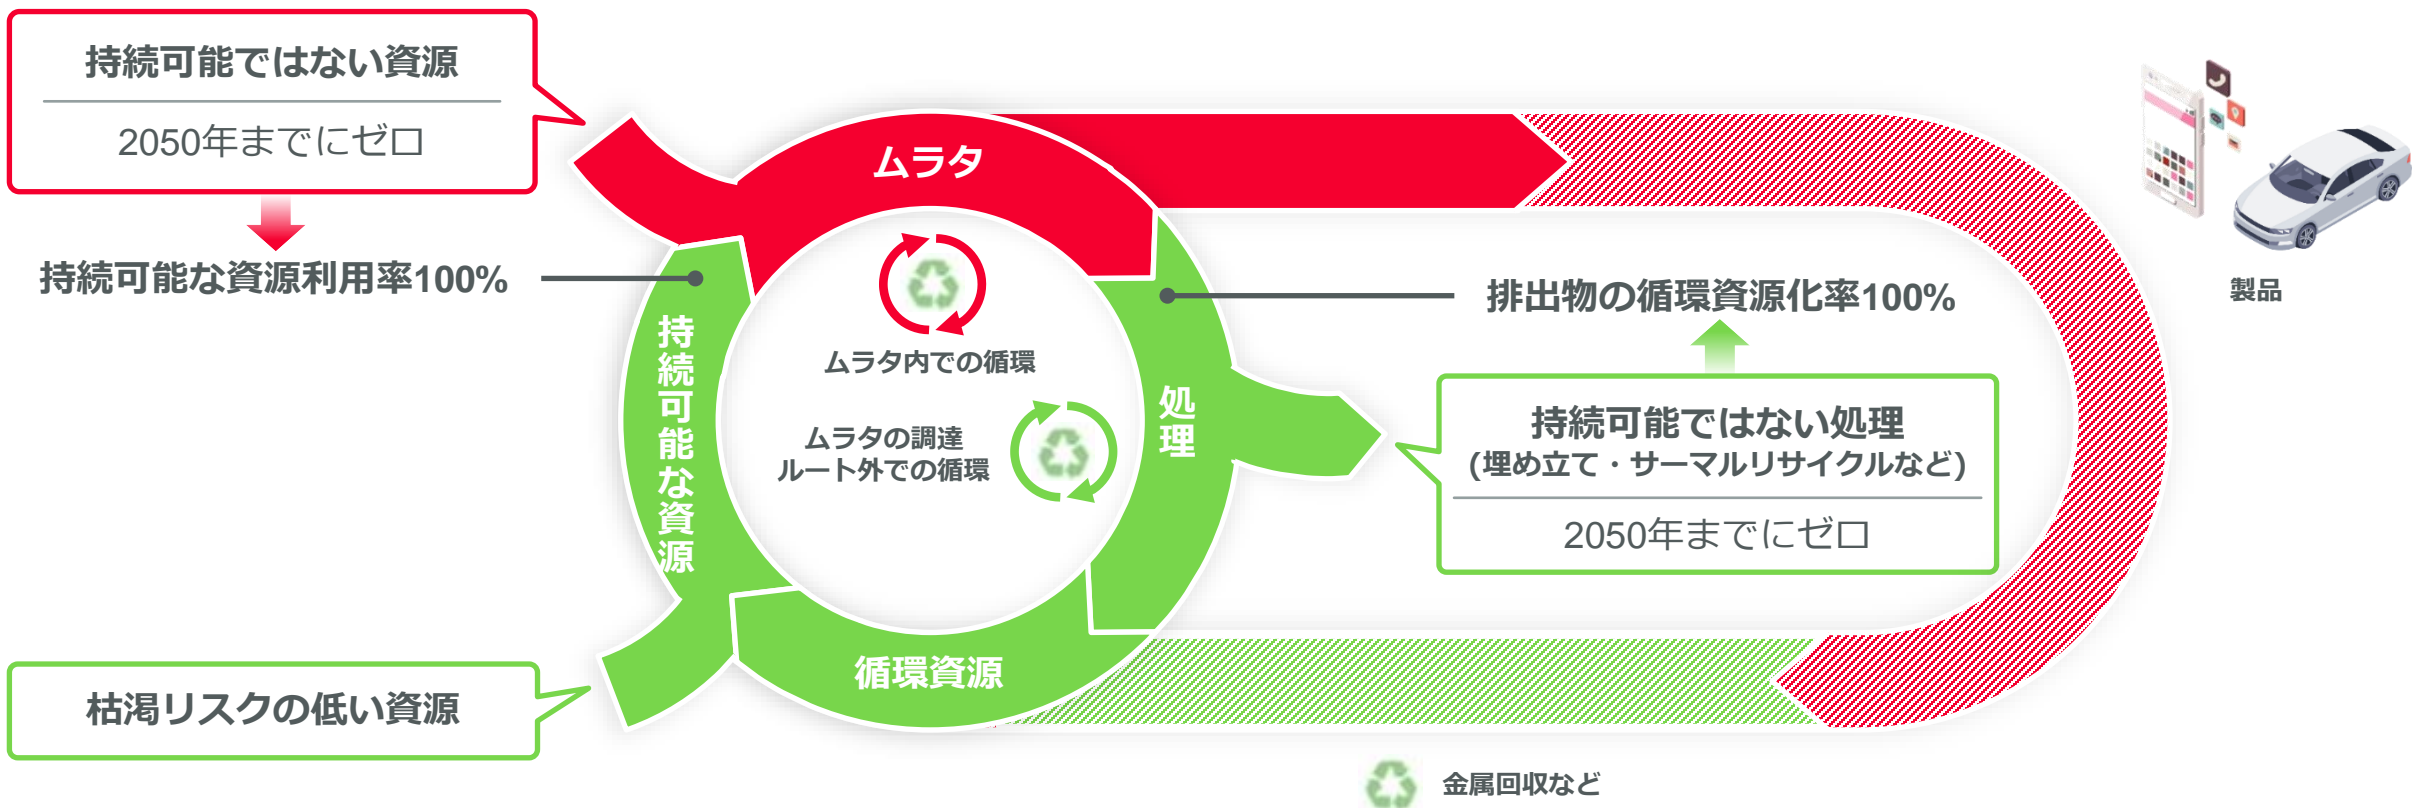 持続可能ではない資源
2050年までにゼロ
持続可能な資源利用率100%
ムラタ
ムラタ内での循環
ムラタの調達
ルート外での循環
持続可能な資源
処理
循環資源
枯渇リスクの低い資源
排出物の循環資源化率100%
持続可能ではない処理
(埋め立て・サーマルリサイクルなど)
2050年までにゼロ
製品
金属回収など